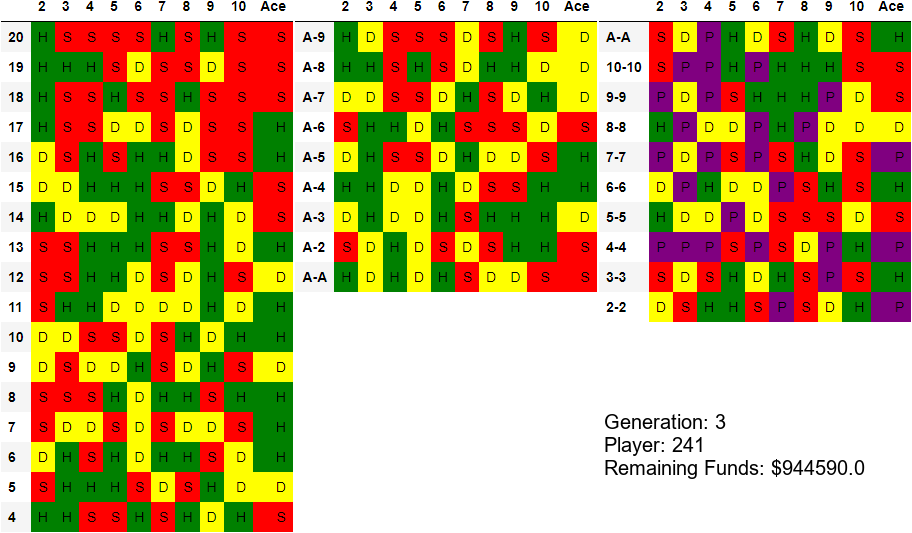 2 3 4 5 6 7 8 9 10 Ace
20 H S S S S H S H S S
19 H H H S D S S D S S
18 H S S H S S H S S S
17 H S S D D S D S S H
16 D S H S H H D S S H
15 D D H H H S S D H S
14 H D D D H H D H D S
13 S S H H H S S H D H
12 S S H H D S D H S D
11 S H H D D D D H D H
10 D D S S D S H D H H
9 D S D D H S D H S D
8 S S S H D H H S H H
7 S D D S D S D D S H
6 D H S H D H H S D H
5 S H H H S D S H D D
4 H H S S H S H D S S
2 3 4 5 6 7 8 9 10 Ace
A-9 H D S S S D S H S D
A-8 H H S H S D H H D D
A-7 D D S S D H S D H D
A-6 S H H D H S S S D S
A-5 D H S S D H D D S H
A-4 H H D D H D S S H H
A-3 D H D D H S H H H D
A-2 S D H D S D S H H S
A-A H D H D H S D D S S
2 3 4 5 6 7 8 9 10 Ace
A-A S D P H D S H D S H
10-10 S P P H P H H H S S
9-9 P D P S H H H P D S
8-8 H P D D P H P D D D
7-7 P D P S P S H D S P
6-6 D P H D D P S H S H
5-5 H D D P D S S S D S
4-4 P P P S P S D P H P
3-3 S D S H D H S P S H
2-2 D S H H S P S D H P
Generation: 3
Player: 241
Remaining Funds: $944590.0